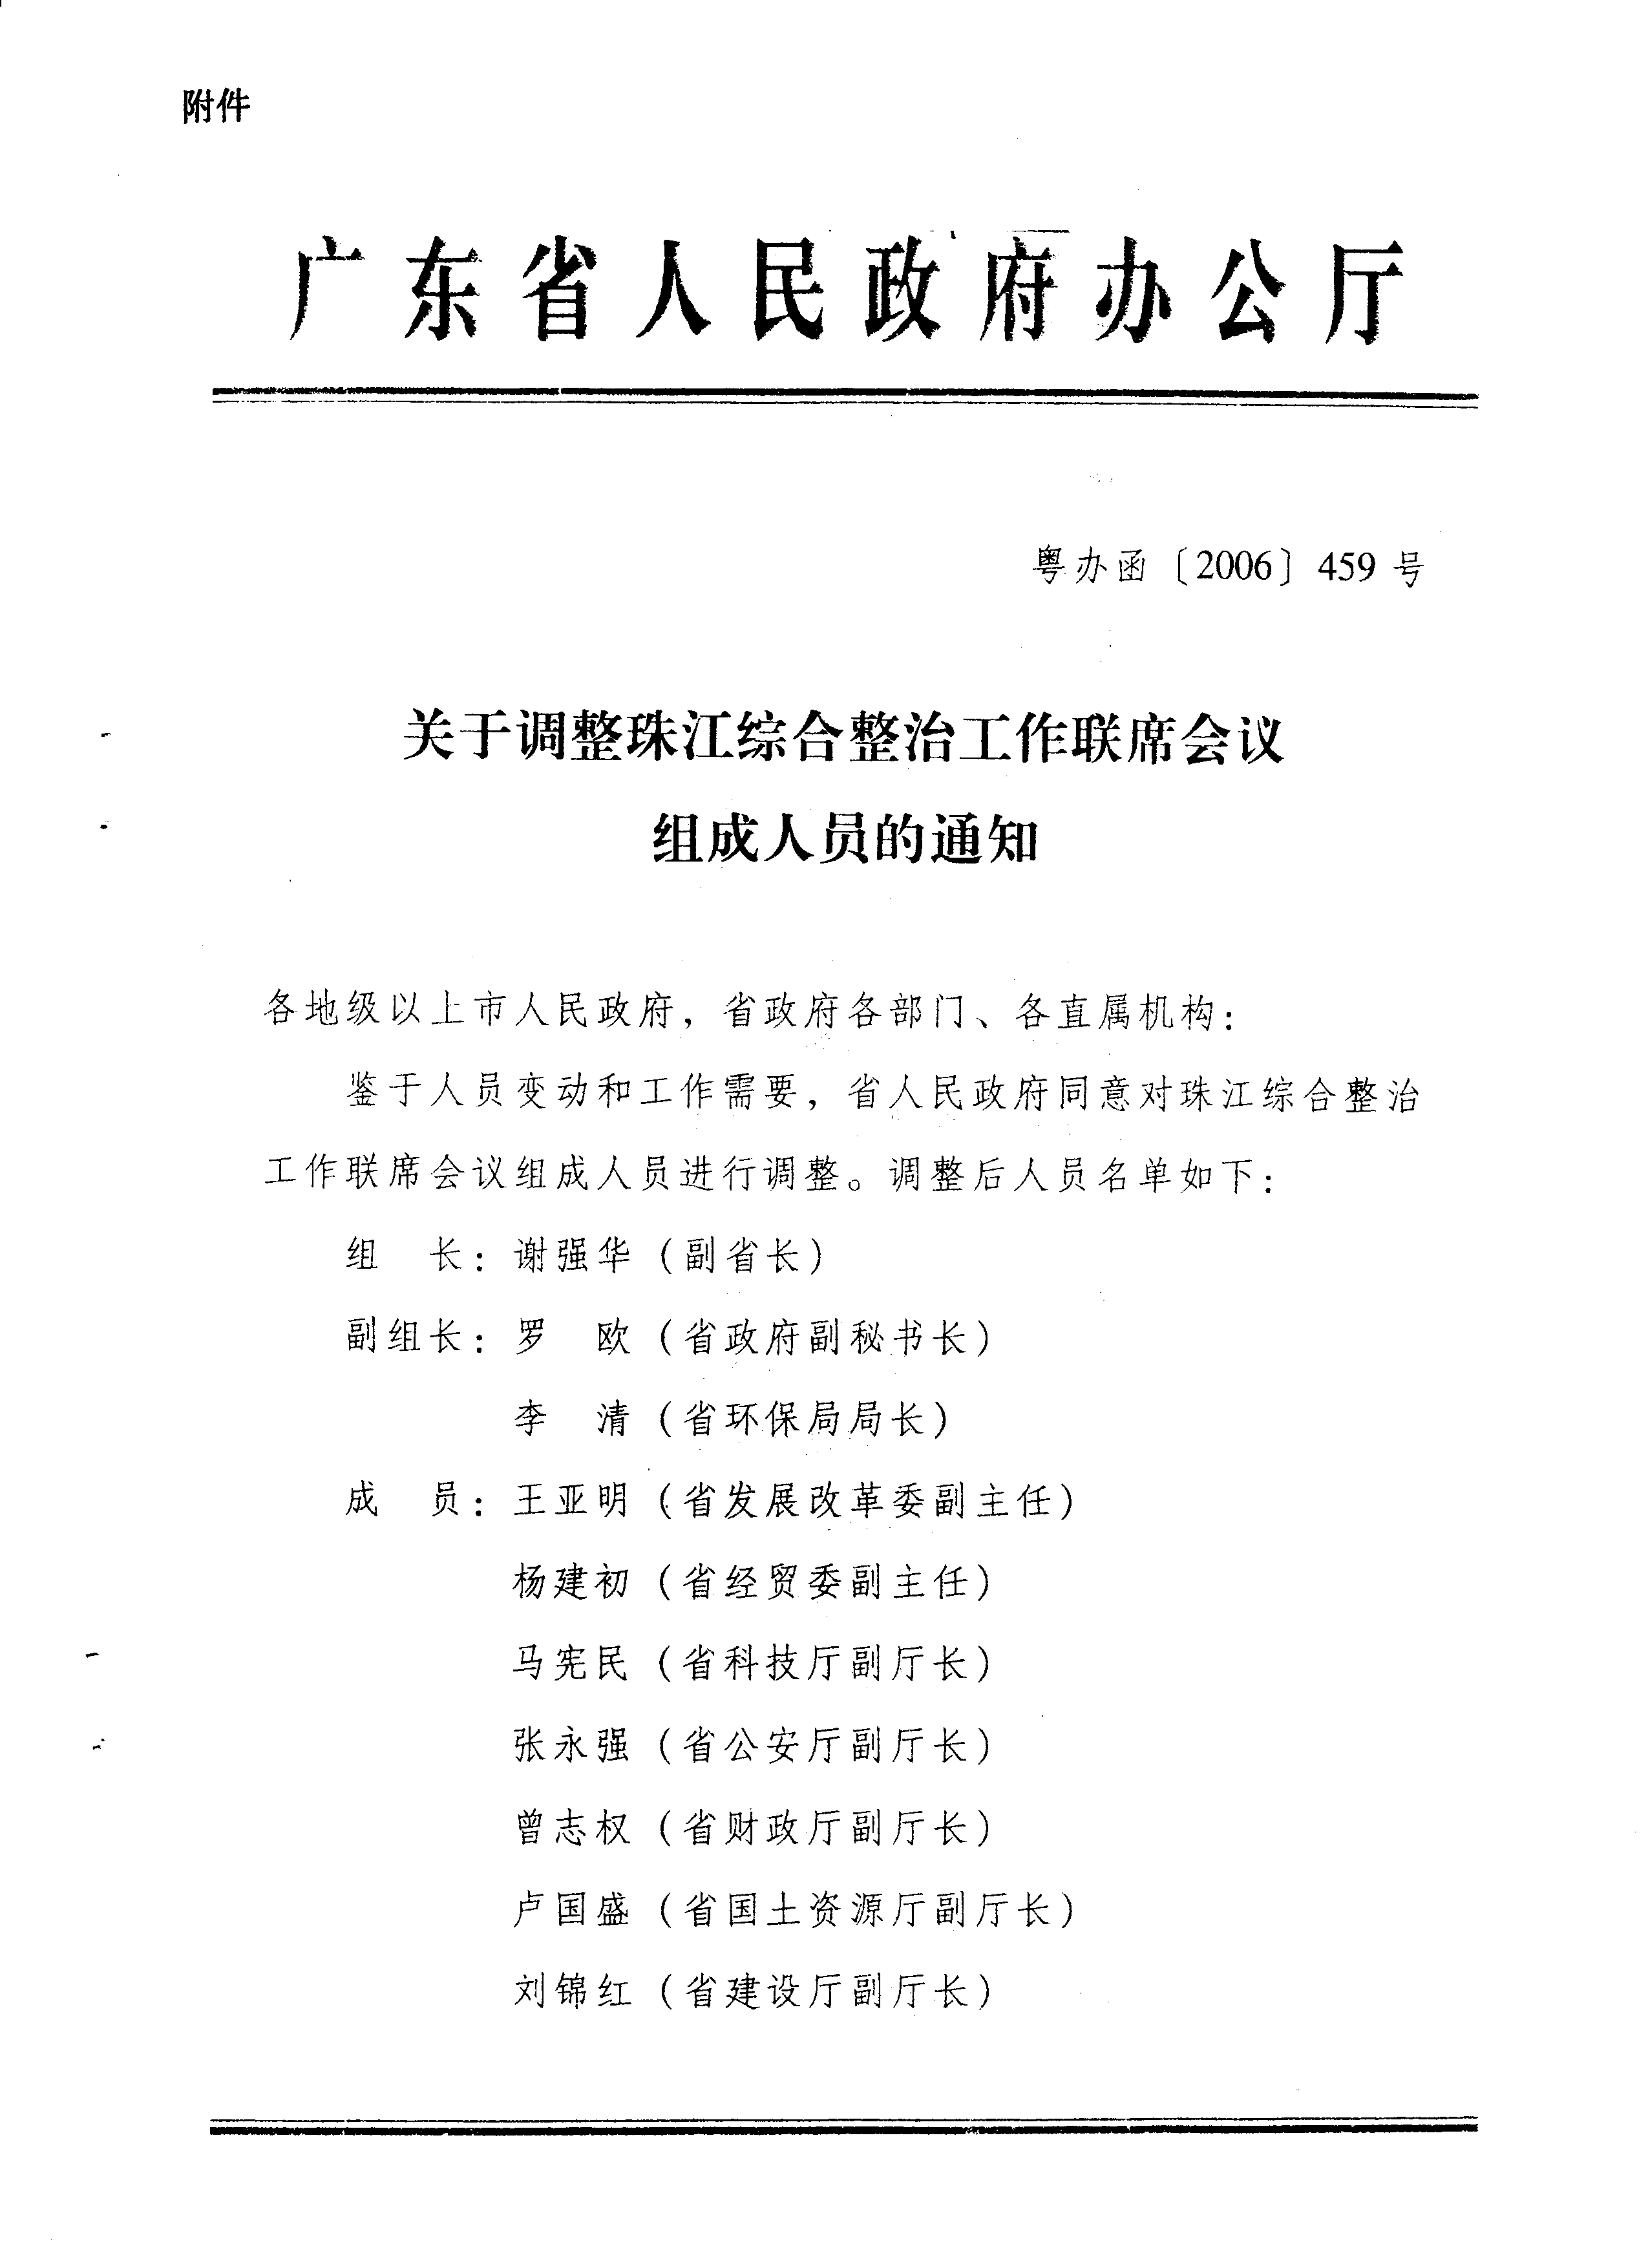 附件
广东省人民政府办公厅
粤办函〔2006〕459号
关于调整珠江综合整治工作联席会议
组成人员的通知
各地级以上市人民政府，省政府各部门、各直属机构：
鉴于人员变动和工作需要，省人民政府同意对珠江综合整治
工作联席会议组成人员进行调整。调整后人员名单如下：
组　长：谢强华（副省长）
副组长：罗　欧（省政府副秘书长）
李　清（省环保局局长）
成　员：王亚明（省发展改革委副主任）
杨建初（省经贸委副主任）
马宪民（省科技厅副厅长）
张永强（省公安厅副厅长）
曾志权（省财政厅副厅长）
卢国盛（省国土资源厅副厅长）
刘锦红（省建设厅副厅长）